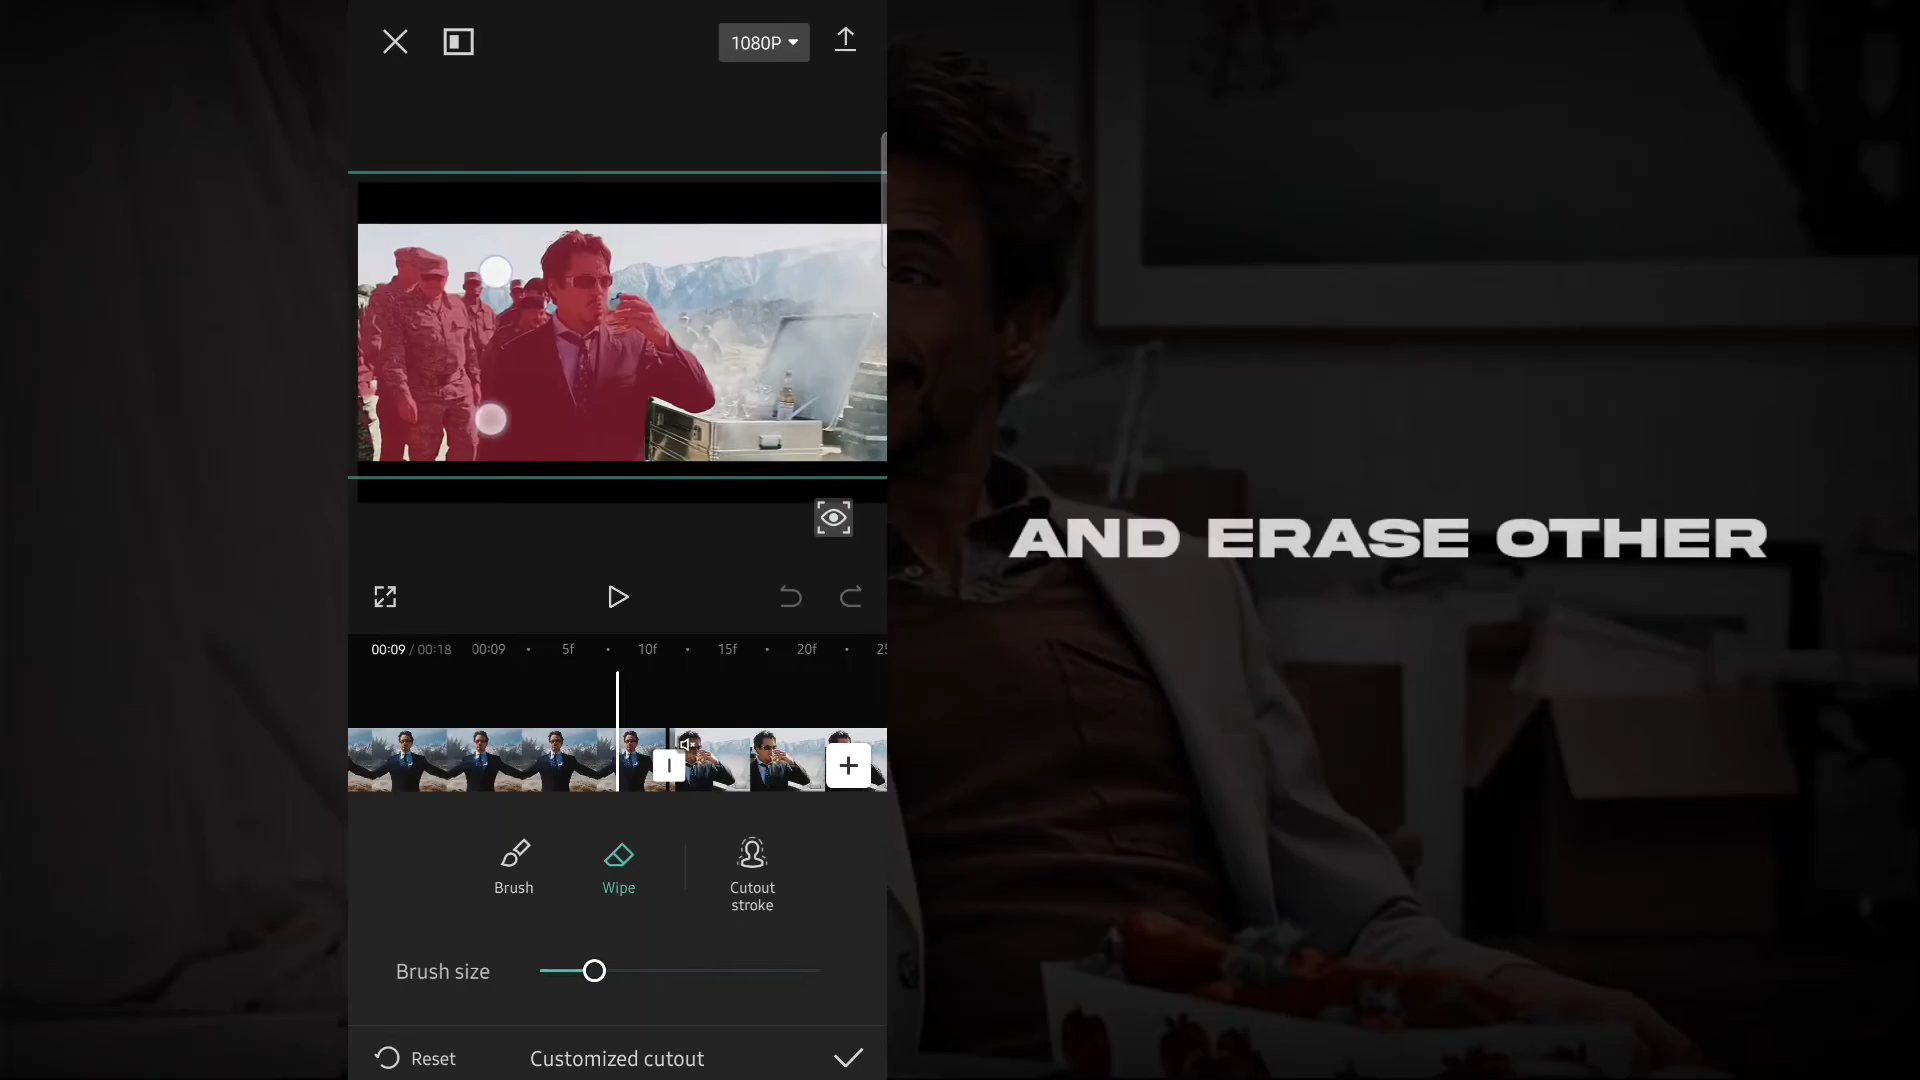 1080P
AND ERASE OTHER
00:09 / 00:18 00:09 5f 10f 15f 20f
Brush Wipe Cutout
stroke
Brush size
Reset Customized cutout